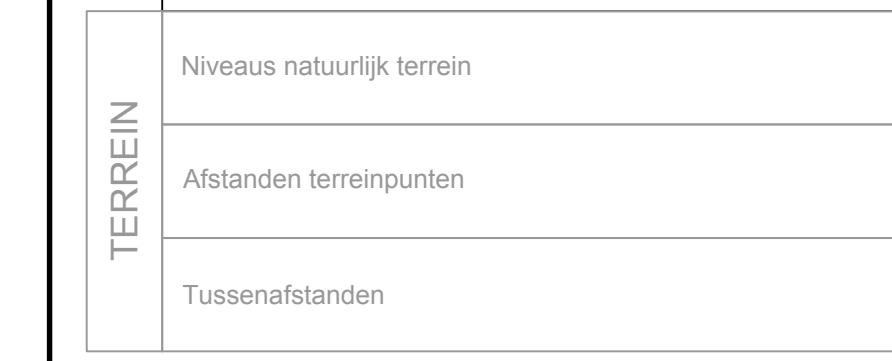 TERREIN
Niveaus natuurlijk terrein
Afstanden terreinpunten
Tussenafstanden